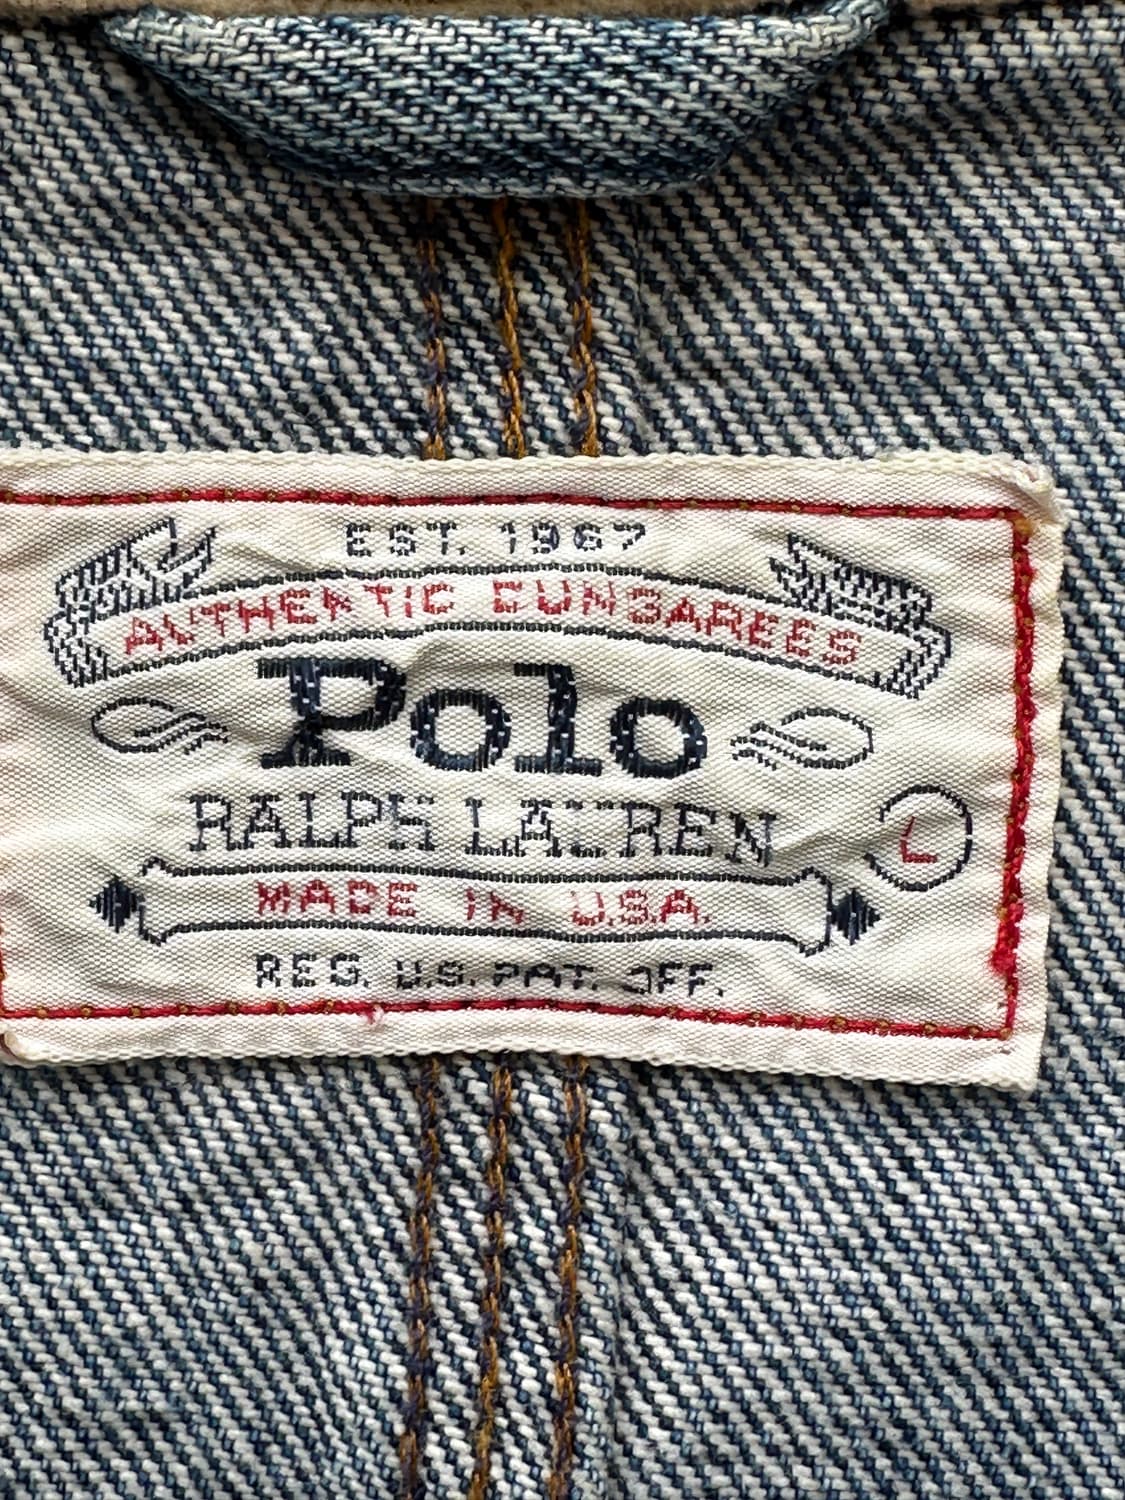 EST. 1967
AUTHENTIC DUNGAREES
Polo
RALPH LAUREN
L
MADE IN U.S.A.
REG. U.S. PAT. OFF.